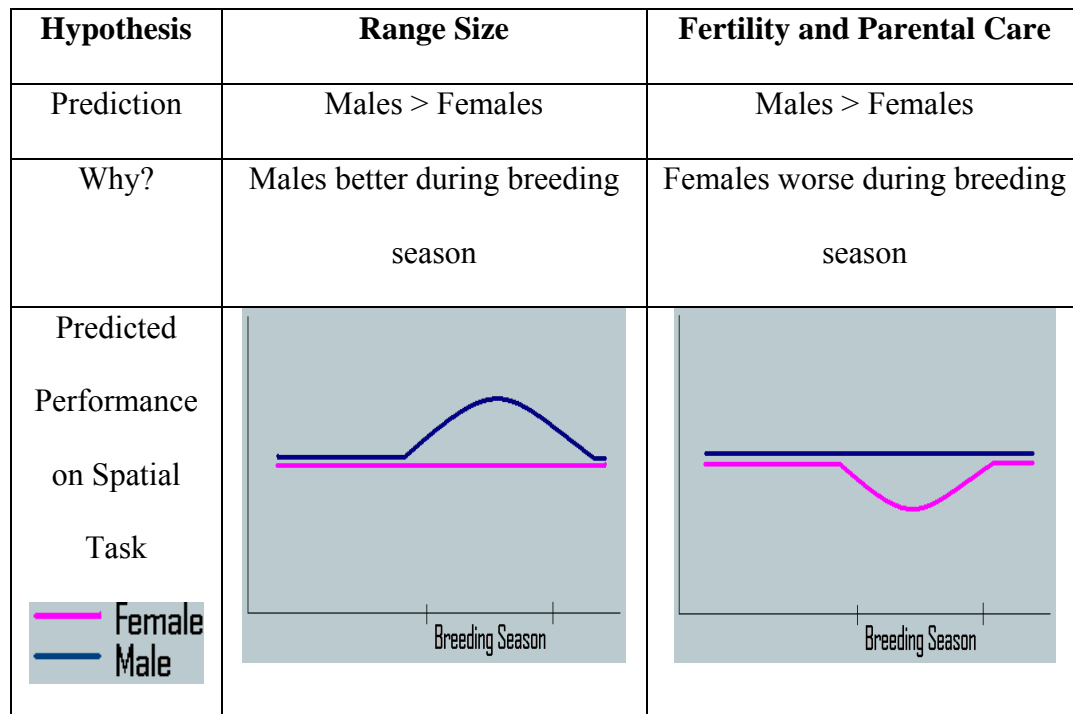 Hypothesis
Range Size
Fertility and Parental Care
Prediction
Males > Females
Males > Females
Why?
Males better during breeding
season
Females worse during breeding
season
Predicted
Performance
on Spatial
Task
Female
Male
Breeding Season
Breeding Season